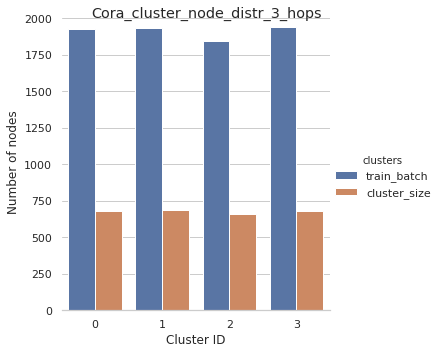 Cora_cluster_node_distr_3_hops
2000
1750
1500
1250
1000
750
500
250
0
Number of nodes
0 1 2 3
Cluster ID
clusters
train_batch
cluster_size